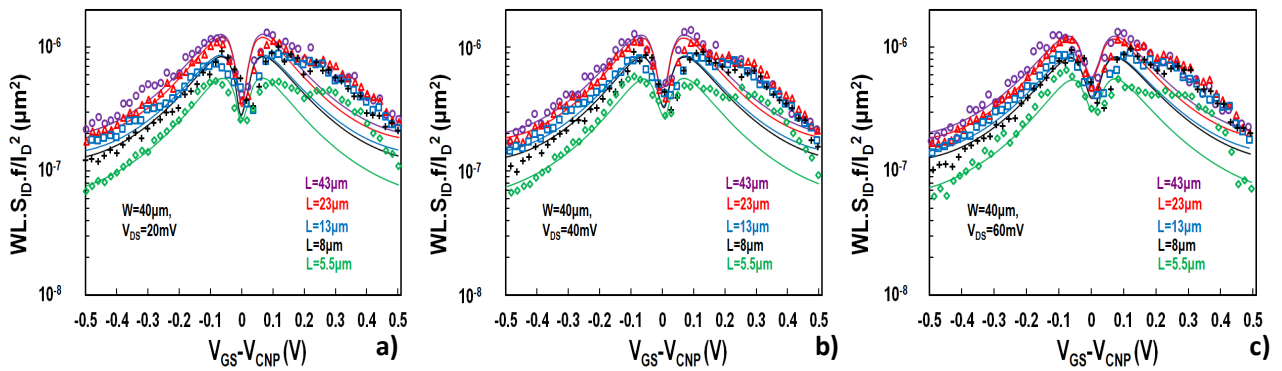 WL.S_ID.f/I_D² (µm²)
10⁻⁶
10⁻⁷
10⁻⁸
W=40µm,
V_DS=20mV
L=43µm
L=23µm
L=13µm
L=8µm
L=5.5µm
-0.5 -0.4 -0.3 -0.2 -0.1 0 0.1 0.2 0.3 0.4 0.5
V_GS-V_CNP (V)
a)
WL.S_ID.f/I_D² (µm²)
10⁻⁶
10⁻⁷
10⁻⁸
W=40µm,
V_DS=40mV
L=43µm
L=23µm
L=13µm
L=8µm
L=5.5µm
-0.5 -0.4 -0.3 -0.2 -0.1 0 0.1 0.2 0.3 0.4 0.5
V_GS-V_CNP (V)
b)
WL.S_ID.f/I_D² (µm²)
10⁻⁶
10⁻⁷
10⁻⁸
W=40µm,
V_DS=60mV
L=43µm
L=23µm
L=13µm
L=8µm
L=5.5µm
-0.5 -0.4 -0.3 -0.2 -0.1 0 0.1 0.2 0.3 0.4 0.5
V_GS-V_CNP (V)
c)